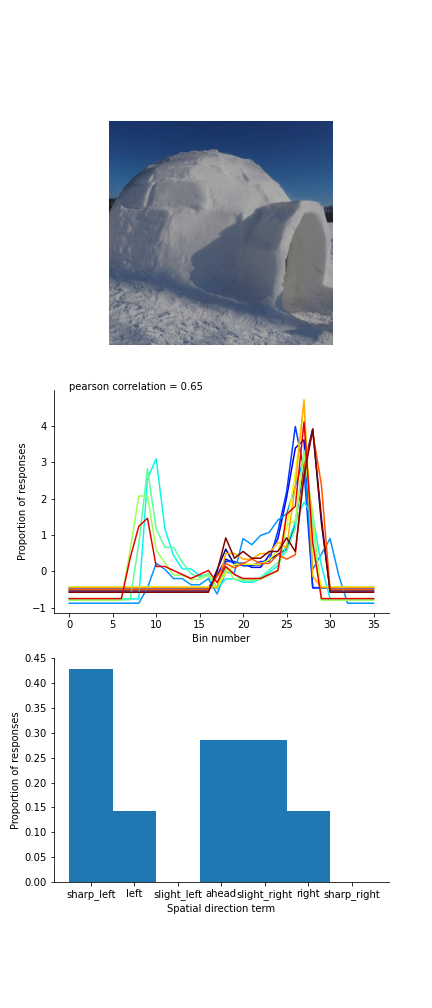 pearson correlation = 0.65
Proportion of responses
4
3
2
1
0
−1
0 5 10 15 20 25 30 35
Bin number
Proportion of responses
0.45
0.40
0.35
0.30
0.25
0.20
0.15
0.10
0.05
0.00
sharp_left left slight_left ahead slight_right right sharp_right
Spatial direction term